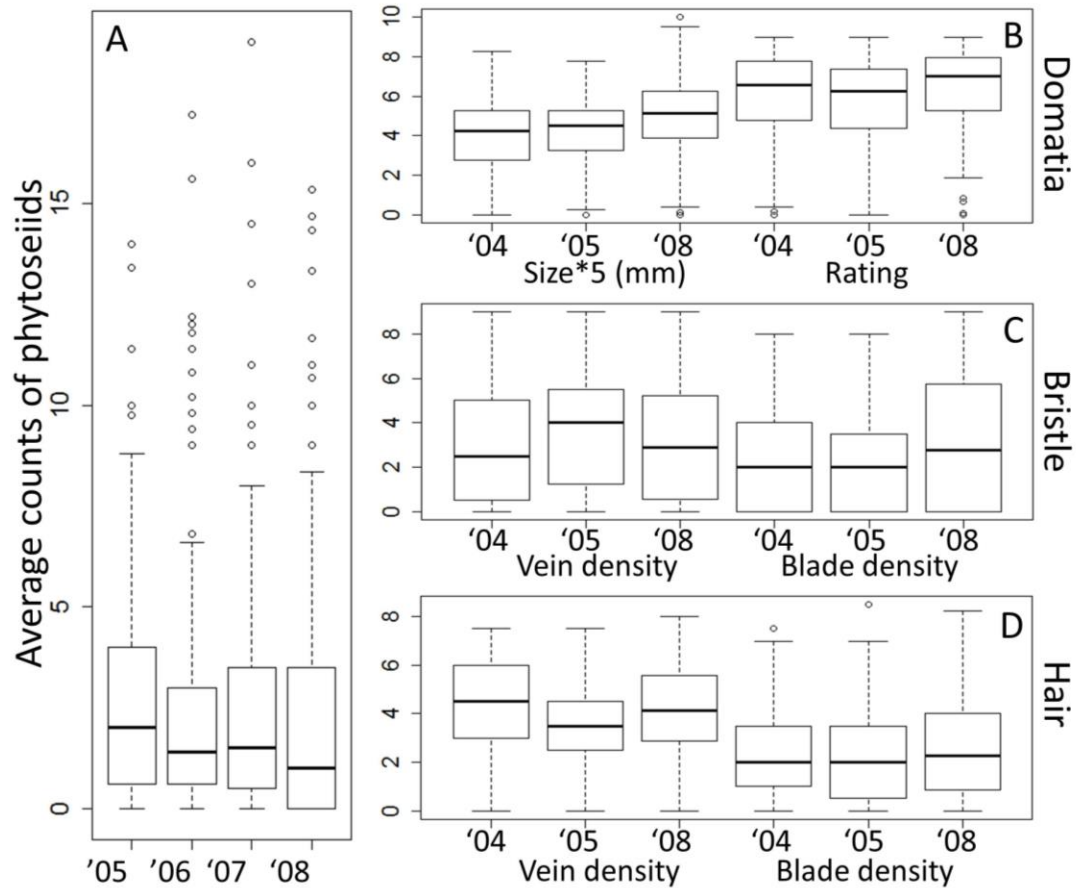 A
Average counts of phytoseiids
15
10
5
0
'05 '06 '07 '08
B
Domatia
10
8
6
4
2
0
‘04 ‘05 ‘08 ‘04 ‘05 ‘08
Size*5 (mm) Rating
C
Bristle
8
6
4
2
0
‘04 ‘05 ‘08 ‘04 ‘05 ‘08
Vein density Blade density
D
Hair
8
6
4
2
0
‘04 ‘05 ‘08 ‘04 ‘05 ‘08
Vein density Blade density